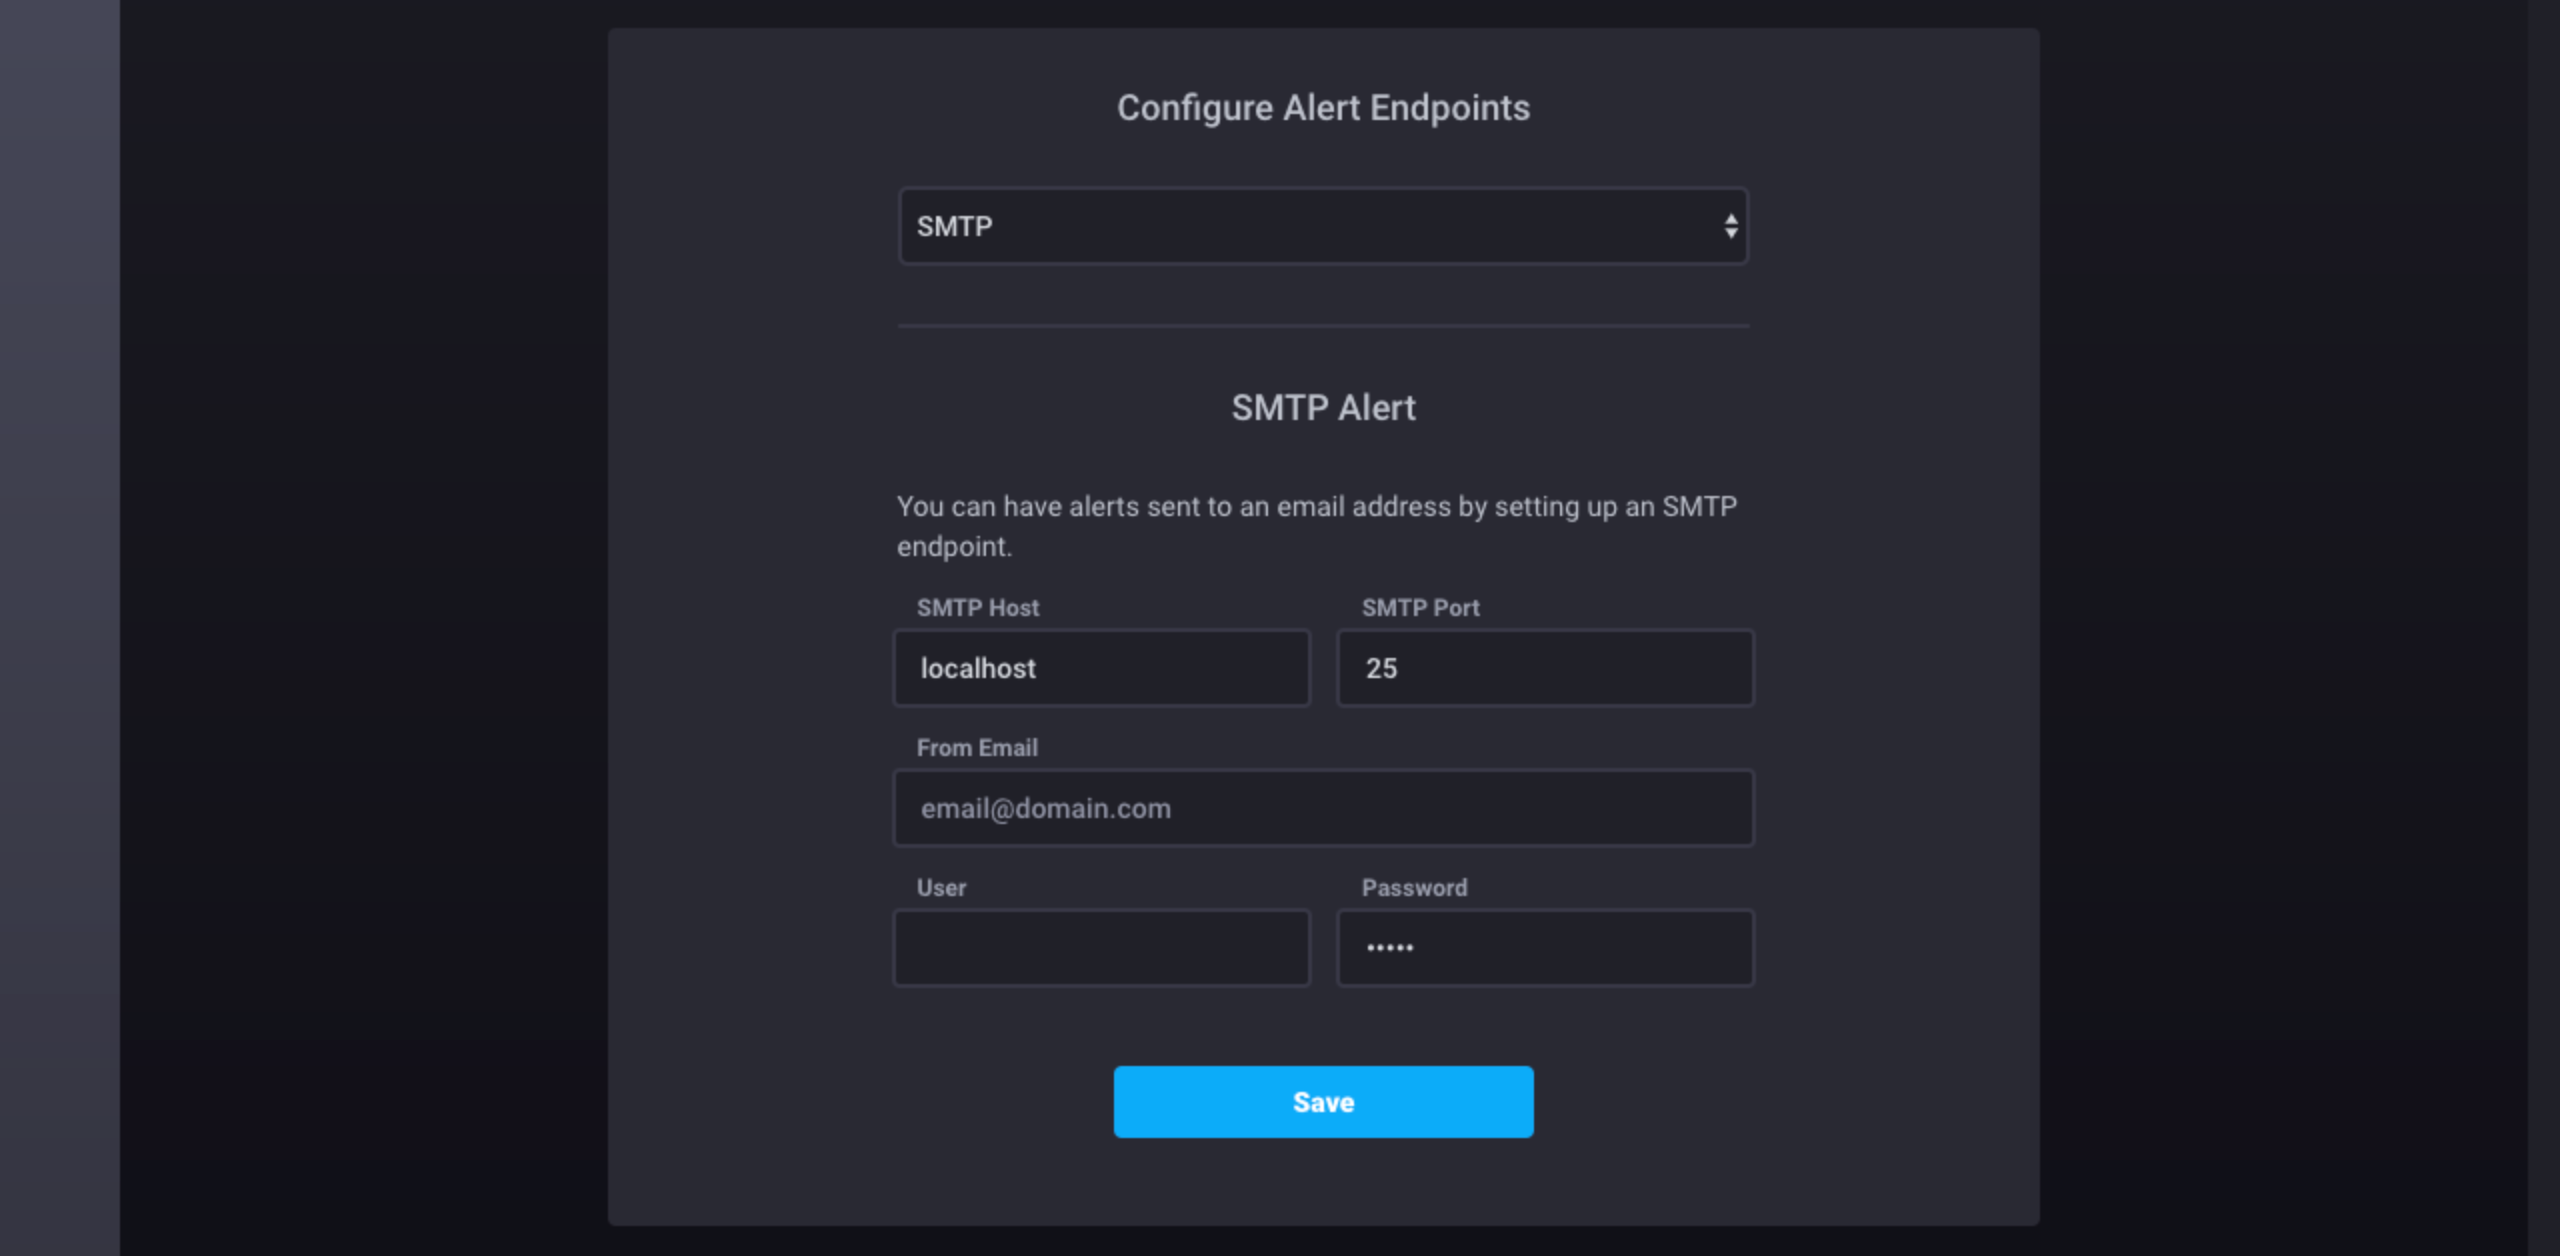 Configure Alert Endpoints
SMTP
SMTP Alert
You can have alerts sent to an email address by setting up an SMTP
endpoint.
SMTP Host
SMTP Port
localhost
25
From Email
email@domain.com
User
Password
•••••
Save